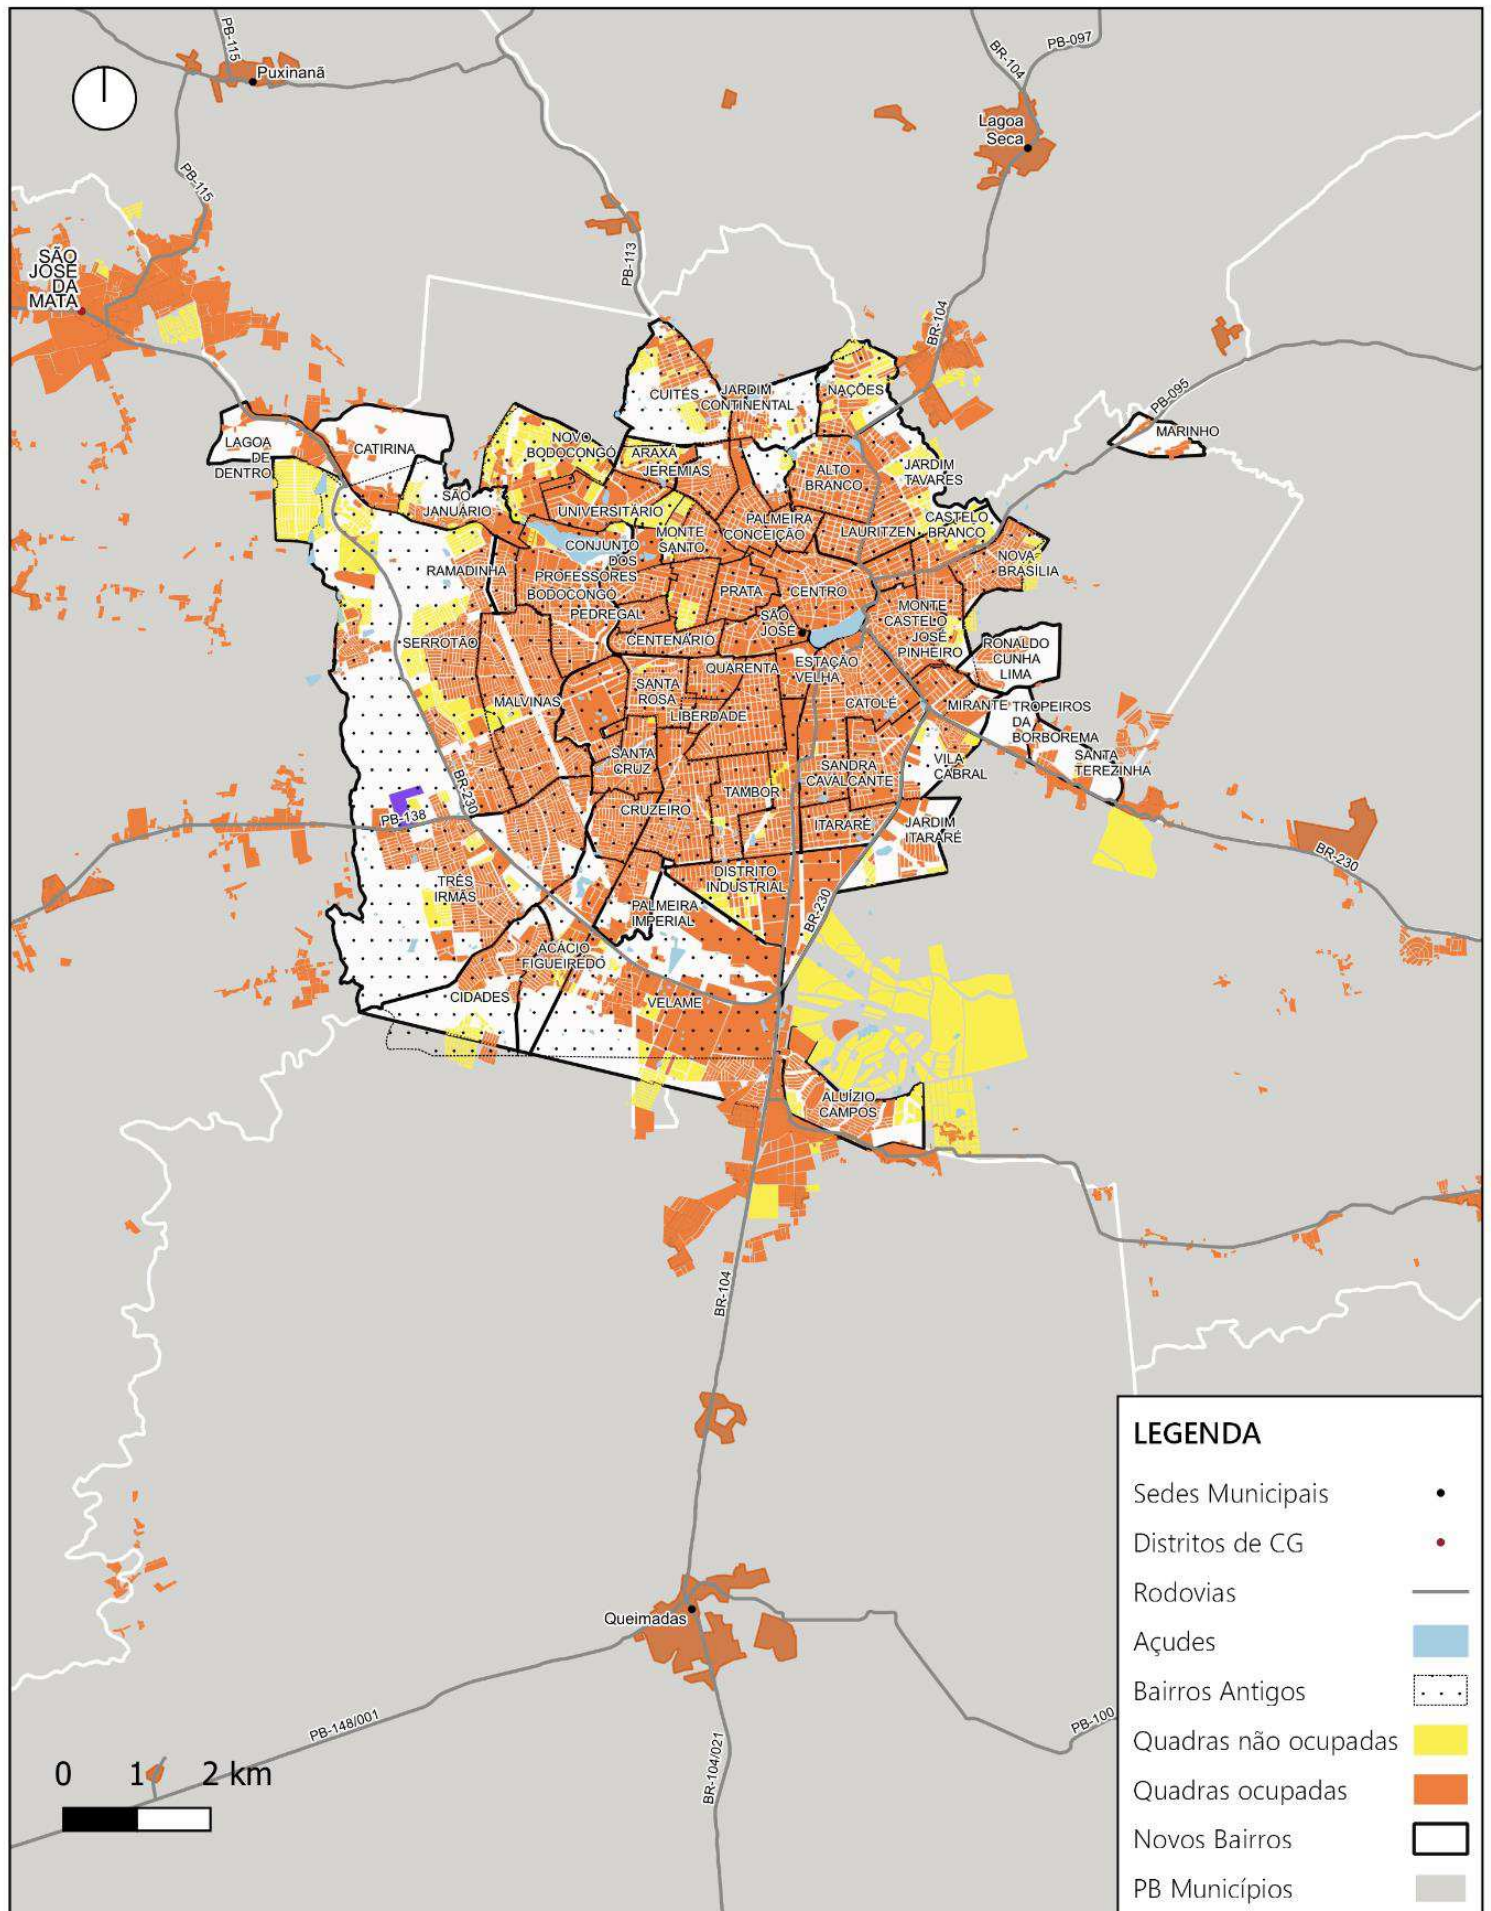 PB-115
Puxinanã
BR-104
PB-097
Lagoa
Seca
PB-115
SÃO
JOSÉ
DA
MATA
PB-113
BR-104
PB-095
CUITÉS
JARDIM
CONTINENTAL
NAÇÕES
MARINHO
LAGOA
DE
DENTRO
CATIRINA
NOVO
BODOCONGÓ
ARAXÁ
JEREMIAS
ALTO
BRANCO
JARDIM
TAVARES
SÃO
JANUÁRIO
UNIVERSITÁRIO
MONTE
SANTO
PALMEIRA
CONCEIÇÃO
LAURITZEN
CASTELO
BRANCO
CONJUNTO
DOS
PROFESSORES
NOVA
BRASÍLIA
RAMADINHA
BODOCONGO
PEDREGAL
PRATA
CENTRO
MONTE
CASTELO
SÃO
JOSÉ
JOSÉ
PINHEIRO
SERROTÃO
CENTENÁRIO
RONALDO
CUNHA
LIMA
QUARENTA
ESTAÇÃO
VELHA
SANTA
ROSA
MALVINAS
LIBERDADE
CATOLÉ
MIRANTE
TROPEIROS
DA
BORBOREMA
SANTA
CRUZ
SANDRA
CAVALCANTE
VILA
CABRAL
SANTA
TEREZINHA
BR-230
PB-138
TAMBOR
CRUZEIRO
ITARARÉ
JARDIM
ITARARÉ
BR-230
TRÊS
IRMÃS
DISTRITO
INDUSTRIAL
PALMEIRA
IMPERIAL
BR-230
ACÁCIO
FIGUEIREDO
CIDADES
VELAME
ALUÍZIO
CAMPOS
BR-104
Queimadas
PB-148/001
BR-104/021
PB-100
0 1 2 km
LEGENDA
Sedes Municipais
Distritos de CG
Rodovias
Açudes
Bairros Antigos
Quadras não ocupadas
Quadras ocupadas
Novos Bairros
PB Municípios